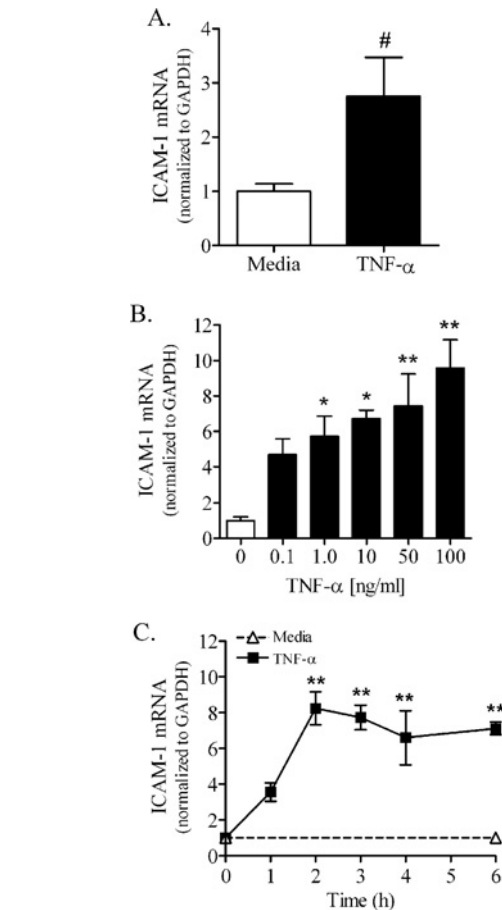 A.
ICAM-1 mRNA
(normalized to GAPDH)
4
3
2
1
0
#
Media TNF-α
B.
ICAM-1 mRNA
(normalized to GAPDH)
12
10
8
6
4
2
0
* * ** **
0 0.1 1.0 10 50 100
TNF-α [ng/ml]
C.
ICAM-1 mRNA
(normalized to GAPDH)
Media
TNF-α
12
10
8
6
4
2
0
** ** ** **
0 1 2 3 4 5 6
Time (h)